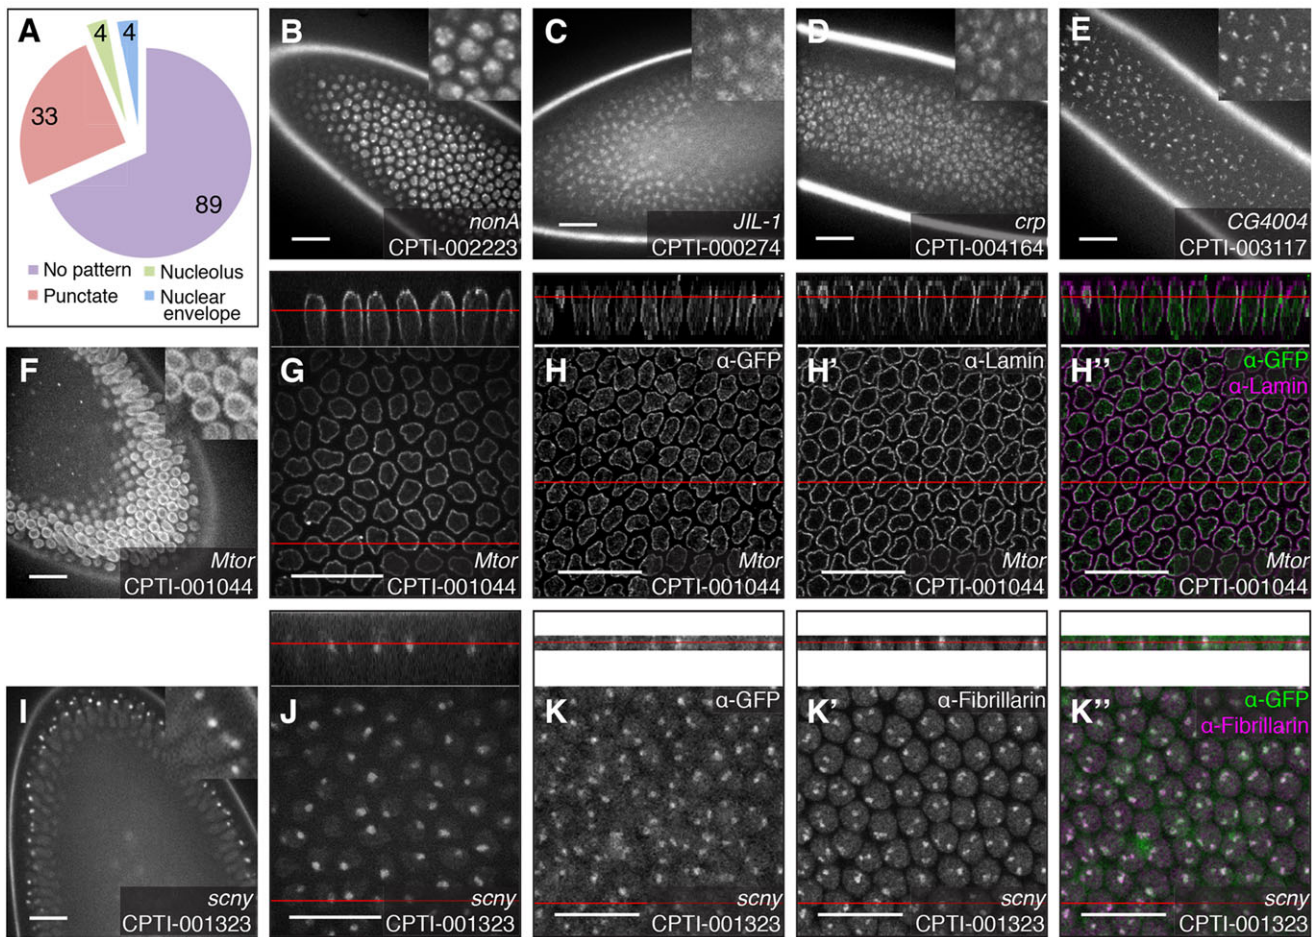 A
4
4
33
89
No pattern
Nucleolus
Punctate
Nuclear
envelope
B
nonA
CPTI-002223
C
JIL-1
CPTI-000274
D
crp
CPTI-004164
E
CG4004
CPTI-003117
F
Mtor
CPTI-001044
G
Mtor
CPTI-001044
H
α-GFP
Mtor
CPTI-001044
H'
α-Lamin
Mtor
CPTI-001044
H''
α-GFP
α-Lamin
Mtor
CPTI-001044
I
scny
CPTI-001323
J
scny
CPTI-001323
K
α-GFP
scny
CPTI-001323
K'
α-Fibrillarin
scny
CPTI-001323
K''
α-GFP
α-Fibrillarin
scny
CPTI-001323